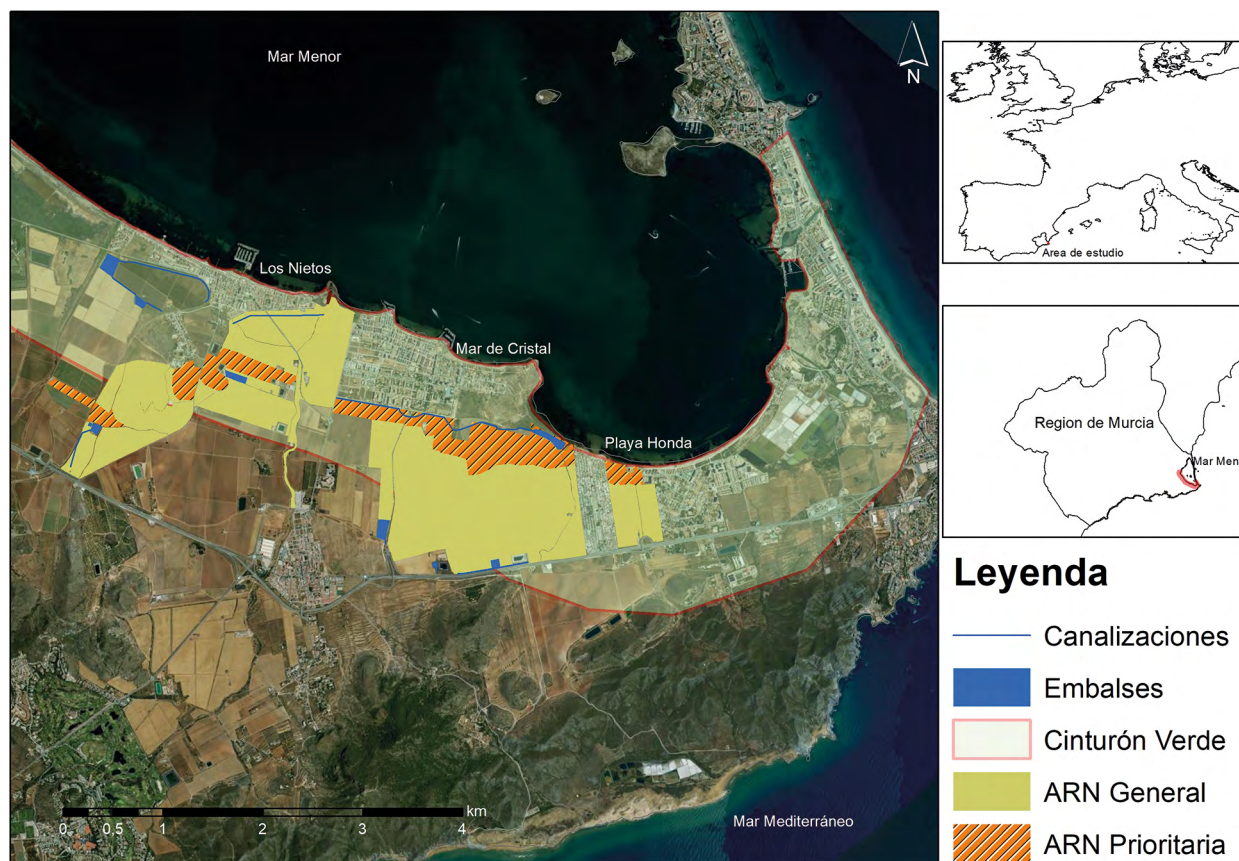 Mar Menor
N
Los Nietos
Mar de Cristal
Playa Honda
km
0 0,5 1 2 3 4
Mar Mediterráneo
Area de estudio
Region de Murcia
Mar Men
Leyenda
Canalizaciones
Embalses
Cinturón Verde
ARN General
ARN Prioritaria